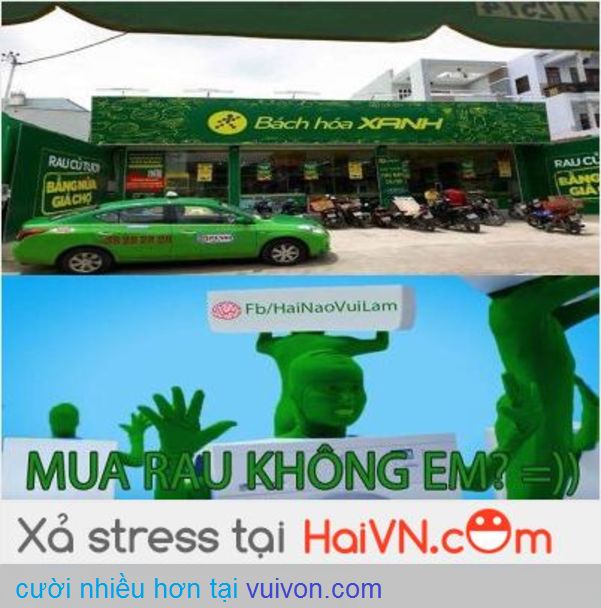 Bách hóa XANH
RAU CỦ TƯƠI
BẰNG NỬA
GIÁ CHỢ
RAU CỦ
BẰNG
GIÁ
Fb/HaiNaoVuiLam
MUA RAU KHÔNG EM? =))
Xả stress tại HaiVN.com
cười nhiều hơn tại vuivon.com